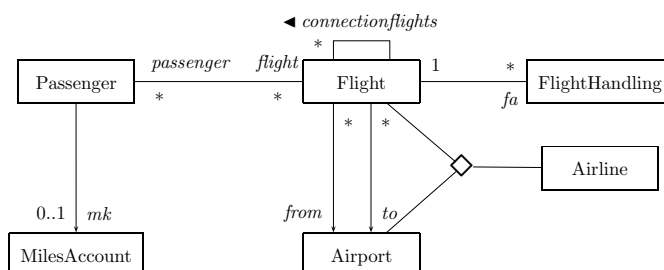 ◄ connectionflights
*
passenger flight 1 *
Passenger Flight FlightHandling
* * * * fa
Airline
0..1 mk from to
MilesAccount Airport